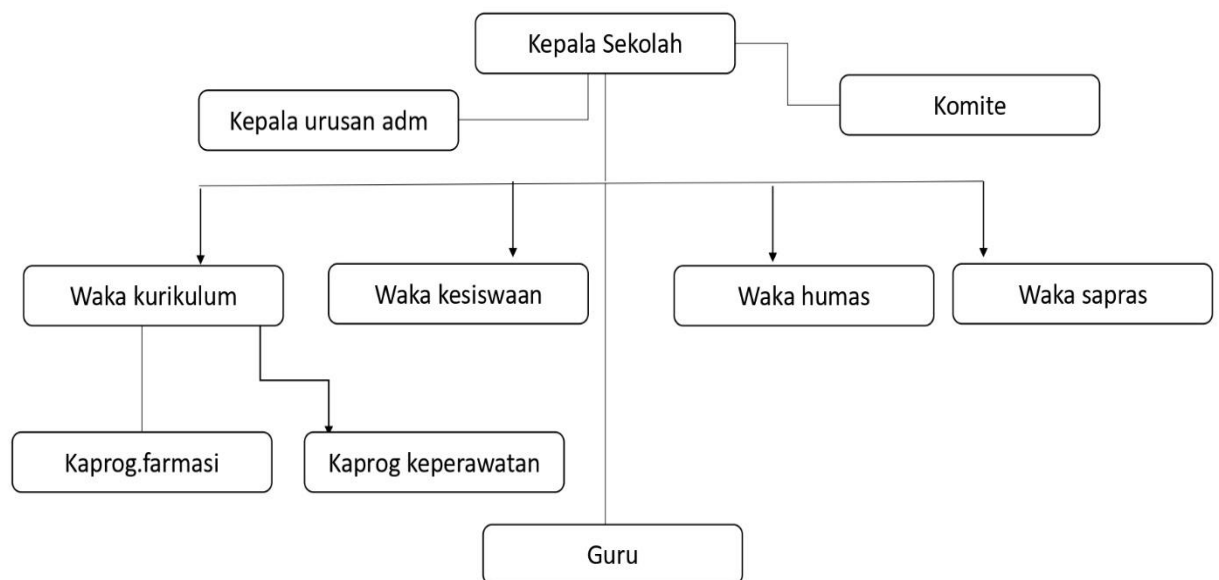 Kepala Sekolah
Komite
Kepala urusan adm
Waka kurikulum
Waka kesiswaan
Waka humas
Waka sapras
Kaprog.farmasi
Kaprog keperawatan
Guru